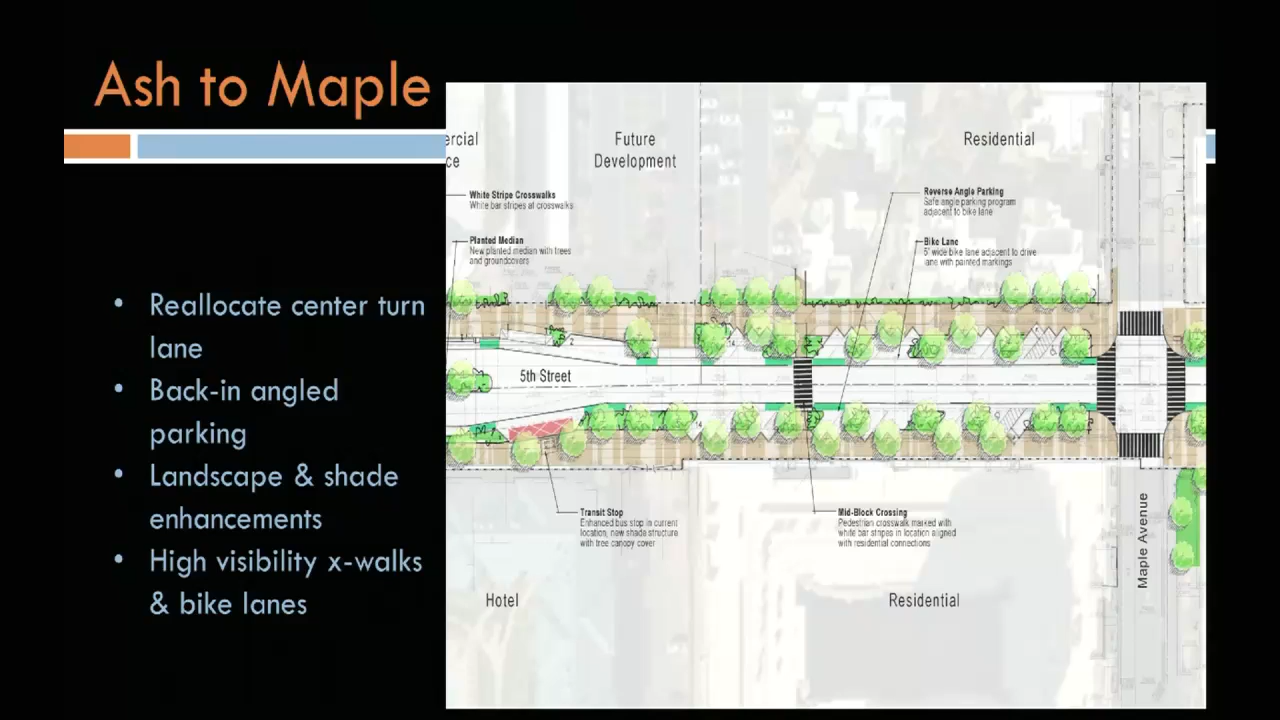 Ash to Maple
• Reallocate center turn
lane
• Back-in angled
parking
• Landscape & shade
enhancements
• High visibility x-walks
& bike lanes
ercial
ce
Future
Development
Residential
White Stripe Crosswalks
White bar stripes at crosswalks
Planted Median
New planted median with trees
and groundcovers
Reverse Angle Parking
Safe angle parking program
adjacent to bike lane
Bike Lane
5' wide bike lane adjacent to drive
ane with painted markings
5th Street
Transit Stop
Enhanced bus stop in current
location, new shade structure
with tree canopy cover
Mid-Block Crossing
Pedestrian crosswalk marked with
white bar stripes in location aligned
with residential connections
Maple Avenue
Hotel
Residential